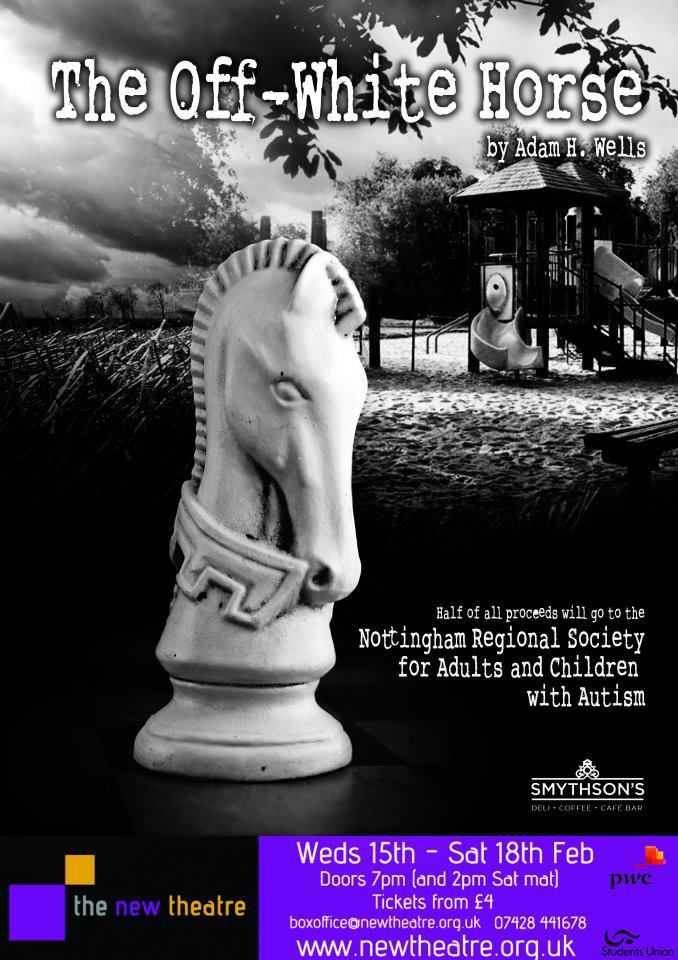 The Off-White Horse
by Adam H. Wells
Half of all proceeds will go to the
Nottingham Regional Society
for Adults and Children
with Autism
SMYTHSON'S
DELI • COFFEE • CAFÉ BAR
the new theatre
Weds 15th - Sat 18th Feb
Doors 7pm (and 2pm Sat mat)
Tickets from £4
boxoffice@newtheatre.org.uk 07428 441678
www.newtheatre.org.uk
pwc
Students Union